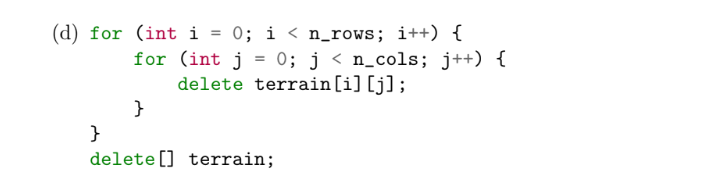 (d) for (int i = 0; i < n_rows; i++) {
for (int j = 0; j < n_cols; j++) {
delete terrain[i][j];
}
}
delete[] terrain;